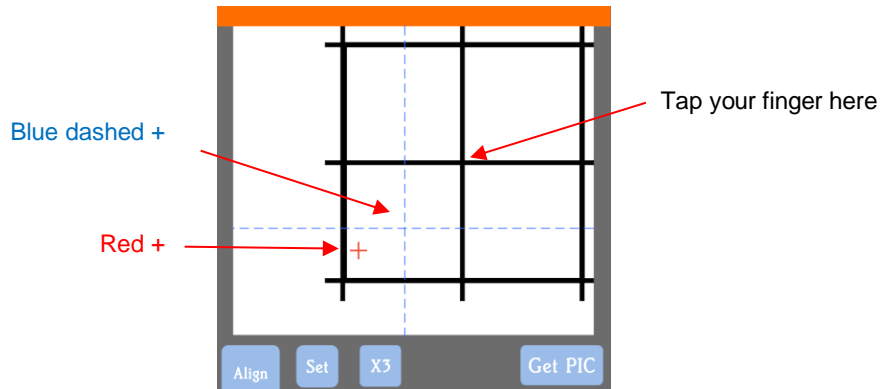 Tap your finger here
Blue dashed +
Red +
Align Set X3 Get PIC